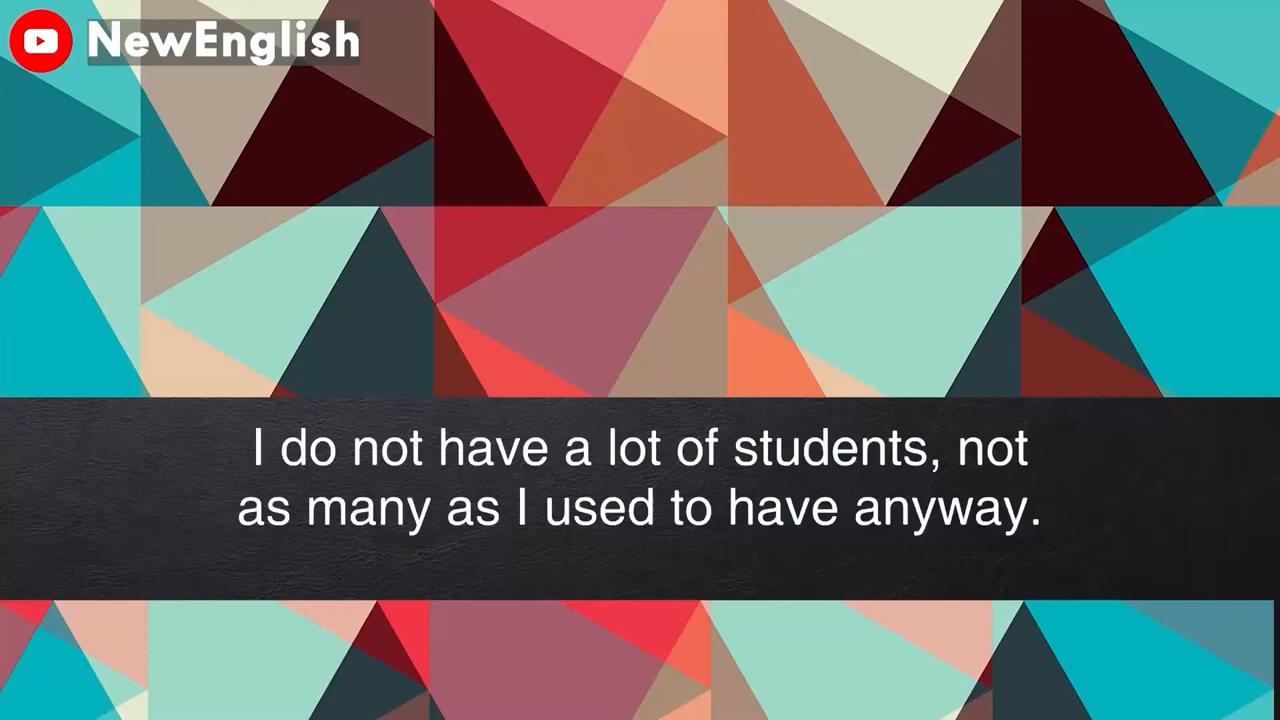 NewEnglish
I do not have a lot of students, not
as many as I used to have anyway.